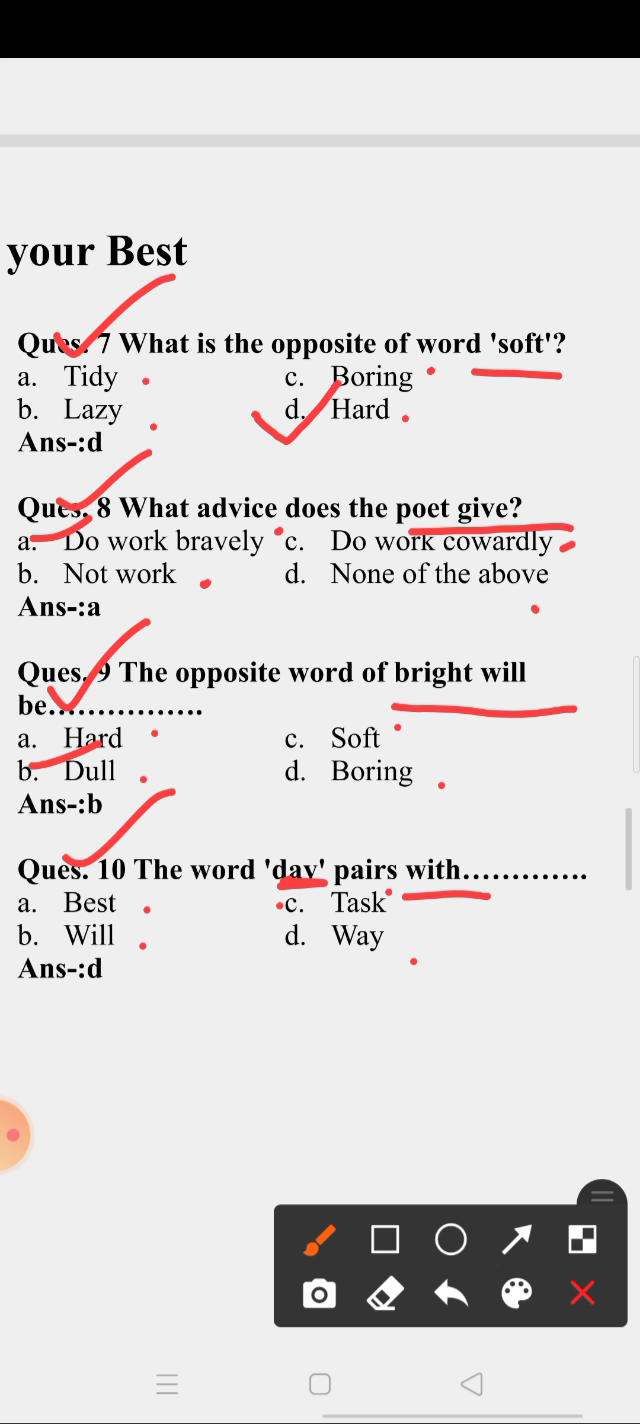 your Best
Ques. 7 What is the opposite of word 'soft'?
a. Tidy c. Boring
b. Lazy d. Hard
Ans-:d
Ques. 8 What advice does the poet give?
a. Do work bravely c. Do work cowardly
b. Not work d. None of the above
Ans-:a
Ques. 9 The opposite word of bright will
be................
a. Hard c. Soft
b. Dull d. Boring
Ans-:b
Ques. 10 The word 'day' pairs with.............
a. Best c. Task
b. Will d. Way
Ans-:d